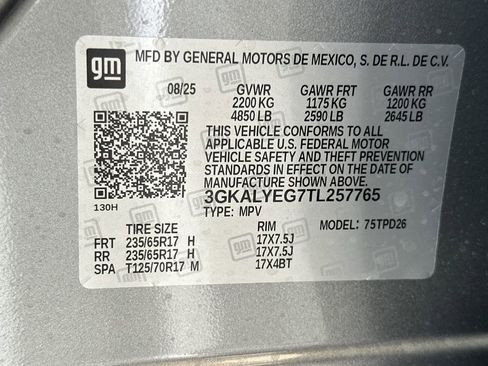 gm
MFD BY GENERAL MOTORS DE MEXICO, S. DE R.L. DE C.V.
08/25 GVWR GAWR FRT GAWR RR
2200 KG 1175 KG 1200 KG
4850 LB 2590 LB 2645 LB
THIS VEHICLE CONFORMS TO ALL
APPLICABLE U.S. FEDERAL MOTOR
VEHICLE SAFETY AND THEFT PREVENTION
STANDARDS IN EFFECT ON THE DATE OF
MANUFACTURE SHOWN ABOVE.
3GKALYEG7TL257765
130H
TYPE: MPV MODEL: 75TPD26
TIRE SIZE RIM
FRT 235/65R17 H 17X7.5J
RR 235/65R17 H 17X7.5J
SPA T125/70R17 M 17X4BT